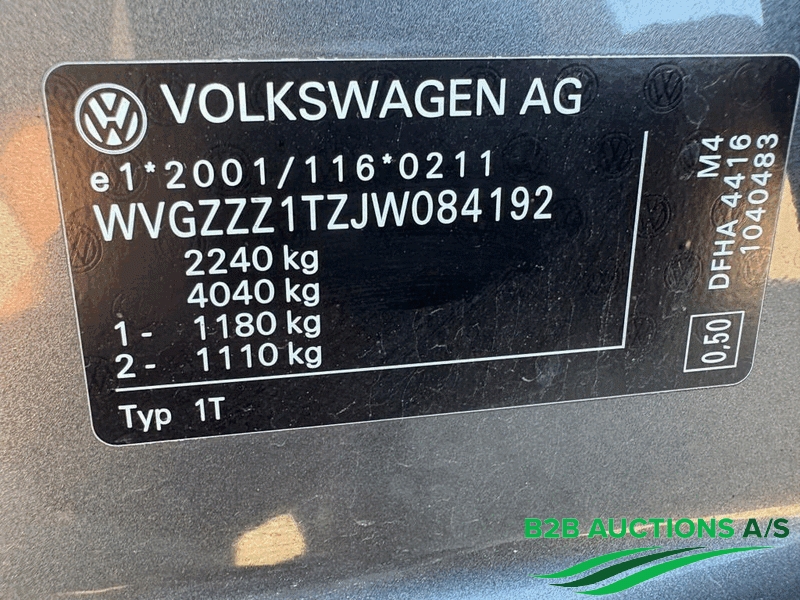 VOLKSWAGEN AG
e1*2001/116*0211
WVGZZZ1TZJW084192
2240 kg
4040 kg
1- 1180 kg
2- 1110 kg
Typ 1T
M4
DFHA 4416
1040483
0,50
B2B AUCTIONS A/S